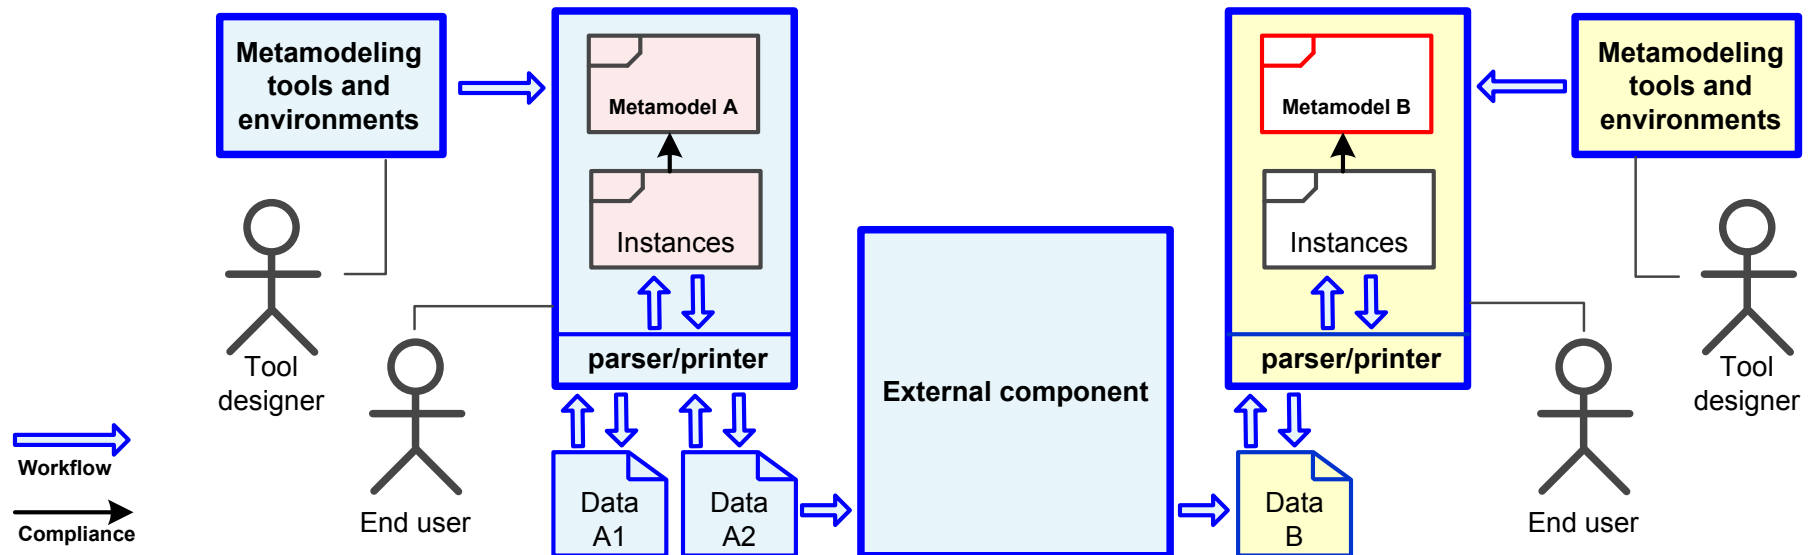 Metamodeling
tools and
environments
Metamodel A
Instances
parser/printer
Tool
designer
End user
Data
A1
Data
A2
External component
Metamodel B
Instances
parser/printer
Data
B
Metamodeling
tools and
environments
Tool
designer
End user
Workflow
Compliance